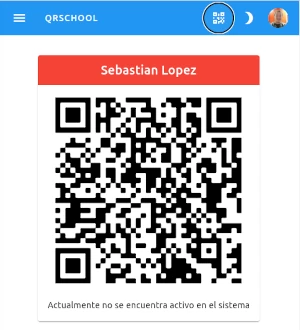 QRSCHOOL
Sebastian Lopez
Actualmente no se encuentra activo en el sistema